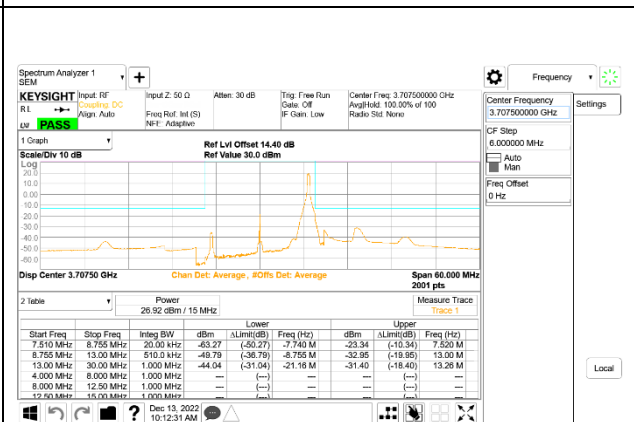 Spectrum Analyzer 1
SEM
Frequency
KEYSIGHT Input: RF Input Z: 50 Ω Atten: 30 dB Trig: Free Run Center Freq: 3.707500000 GHz
RL Coupling: DC Gate: Off Avg|Hold: 100.00% of 100
Align: Auto Freq Ref: Int (S) IF Gain: Low Radio Std: None
PASS NFE: Adaptive
Center Frequency
3.707500000 GHz
Settings
CF Step
6.000000 MHz
Auto
Man
Freq Offset
0 Hz
Local
1 Graph
Ref Lvl Offset 14.40 dB
Scale/Div 10 dB Ref Value 30.0 dBm
Log
20.0
10.0
0.00
-10.0
-20.0
-30.0
-40.0
-50.0
-60.0
Disp Center 3.70750 GHz Chan Det: Average, #Offs Det: Average Span 60.000 MHz
2001 pts
2 Table Power Measure Trace
26.92 dBm / 15 MHz Trace 1
Lower Upper
Start Freq Stop Freq Integ BW dBm ΔLimit(dB) Freq (Hz) dBm ΔLimit(dB) Freq (Hz)
7.510 MHz 8.755 MHz 20.00 kHz -63.27 (-50.27) -7.740 M -23.34 (-10.34) 7.520 M
8.755 MHz 13.00 MHz 510.0 kHz -49.79 (-36.79) -8.755 M -32.95 (-19.95) 13.00 M
13.00 MHz 30.00 MHz 1.000 MHz -44.04 (-31.04) -21.16 M -31.40 (-18.40) 13.26 M
4.000 MHz 8.000 MHz 1.000 MHz --- (---) --- --- (---) ---
8.000 MHz 12.50 MHz 1.000 MHz --- (---) --- --- (---) ---
12.50 MHz 15.00 MHz 1.000 MHz --- (---) --- --- (---) ---
Dec 13, 2022
10:12:31 AM